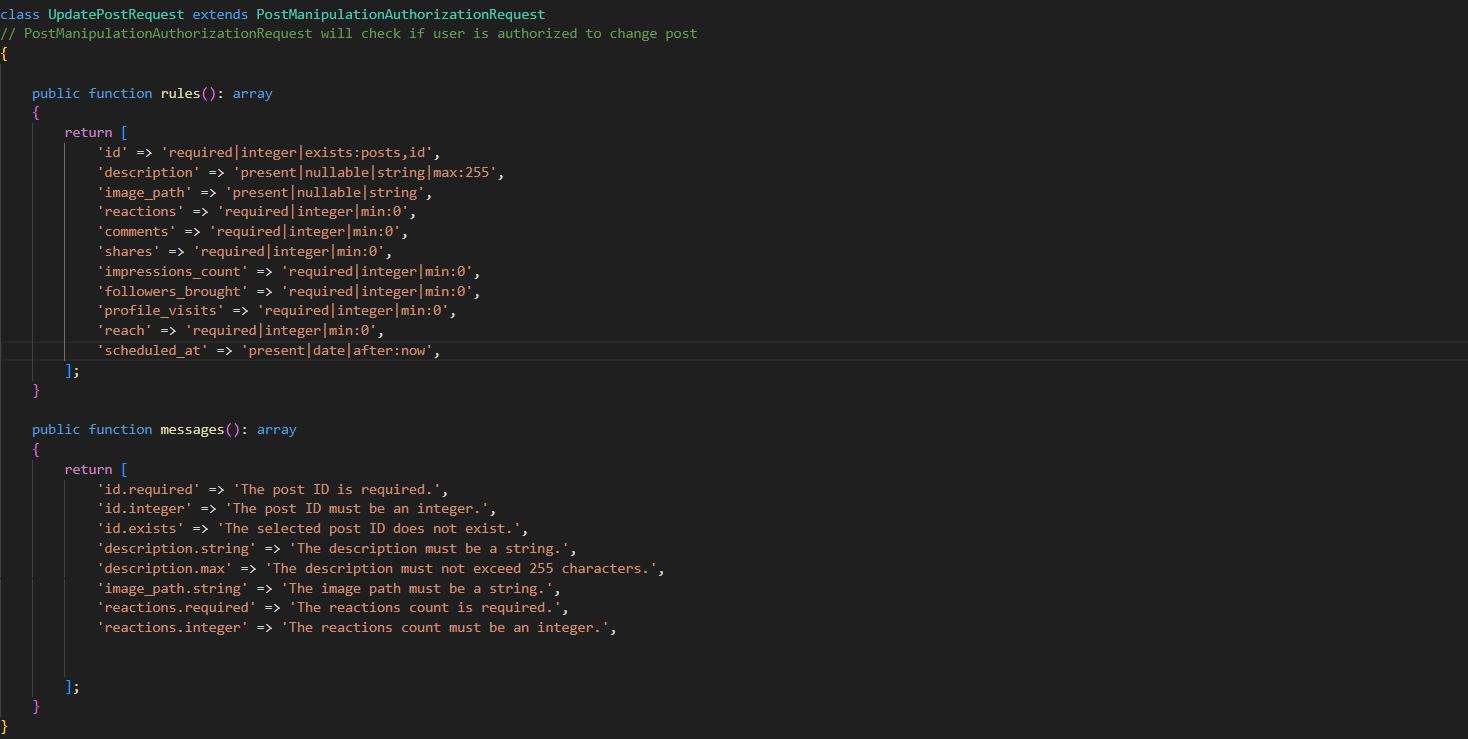 class UpdatePostRequest extends PostManipulationAuthorizationRequest
// PostManipulationAuthorizationRequest will check if user is authorized to change post
{
public function rules(): array
{
return [
'id' => 'required|integer|exists:posts,id',
'description' => 'present|nullable|string|max:255',
'image_path' => 'present|nullable|string',
'reactions' => 'required|integer|min:0',
'comments' => 'required|integer|min:0',
'shares' => 'required|integer|min:0',
'impressions_count' => 'required|integer|min:0',
'followers_brought' => 'required|integer|min:0',
'profile_visits' => 'required|integer|min:0',
'reach' => 'required|integer|min:0',
'scheduled_at' => 'present|date|after:now',
];
}
public function messages(): array
{
return [
'id.required' => 'The post ID is required.',
'id.integer' => 'The post ID must be an integer.',
'id.exists' => 'The selected post ID does not exist.',
'description.string' => 'The description must be a string.',
'description.max' => 'The description must not exceed 255 characters.',
'image_path.string' => 'The image path must be a string.',
'reactions.required' => 'The reactions count is required.',
'reactions.integer' => 'The reactions count must be an integer.',
];
}
}